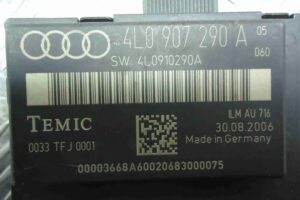 4L0 907 290 A 05
060
SW: 4L0910290A
TEMIC
ILM AU 716
30.08.2006
0033 TFJ 0001
Made in Germany
00003668A60020683000075